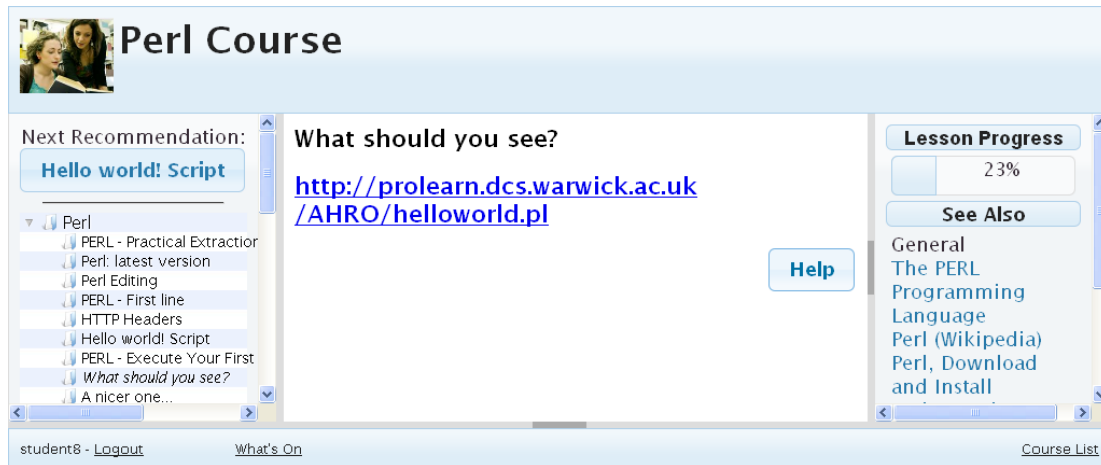 Perl Course
Next Recommendation:
Hello world! Script
Perl
PERL - Practical Extraction
Perl: latest version
Perl Editing
PERL - First line
HTTP Headers
Hello world! Script
PERL - Execute Your First
What should you see?
A nicer one...
What should you see?
http://prolearn.dcs.warwick.ac.uk
/AHRO/helloworld.pl
Help
Lesson Progress
23%
See Also
General
The PERL
Programming
Language
Perl (Wikipedia)
Perl, Download
and Install
student8 - Logout
What's On
Course List